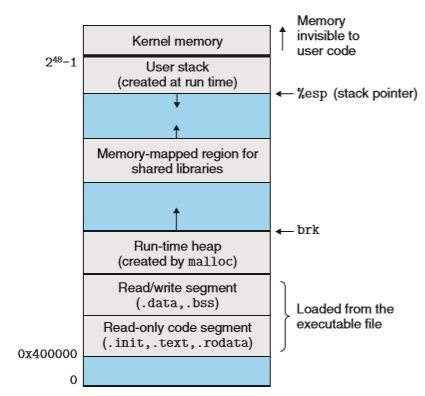 Memory
invisible to
user code
Kernel memory
2⁴⁸−1
User stack
(created at run time)
%esp (stack pointer)
Memory-mapped region for
shared libraries
brk
Run-time heap
(created by malloc)
Read/write segment
(.data,.bss)
Loaded from the
executable file
Read-only code segment
(.init,.text,.rodata)
0x400000
0